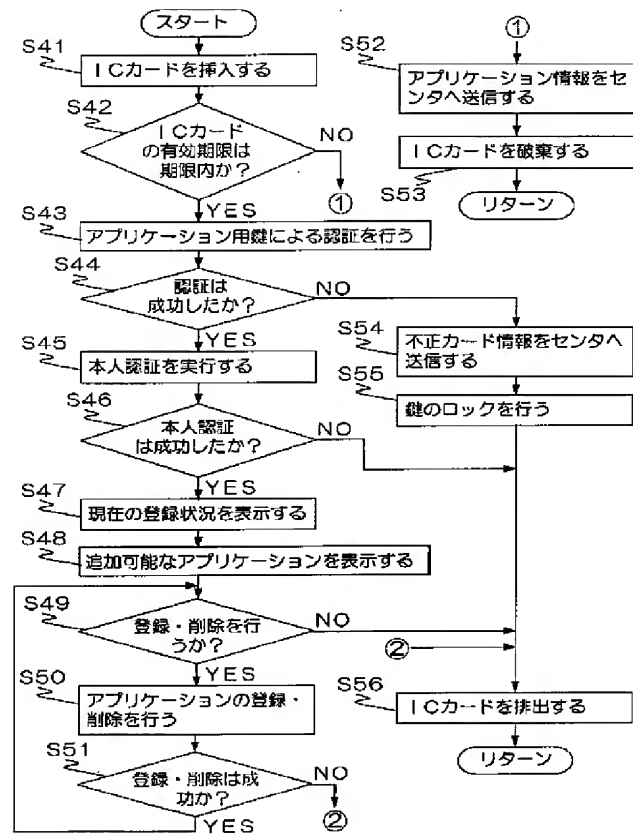 スタート
S41
ICカードを挿入する
S42
ICカード
の有効期限は
期限内か?
NO
①
YES
S43
アプリケーション用鍵による認証を行う
S44
認証は
成功したか?
NO
YES
S45
本人認証を実行する
S46
本人認証
は成功したか?
NO
YES
S47
現在の登録状況を表示する
S48
追加可能なアプリケーションを表示する
S49
登録・削除を行
うか?
NO
YES
S50
アプリケーションの登録・
削除を行う
S51
登録・削除は成
功か?
NO
②
YES
①
S52
アプリケーション情報をセ
ンタへ送信する
ICカードを破棄する
S53
リターン
S54
不正カード情報をセンタへ
送信する
S55
鍵のロックを行う
②
S56
ICカードを排出する
リターン